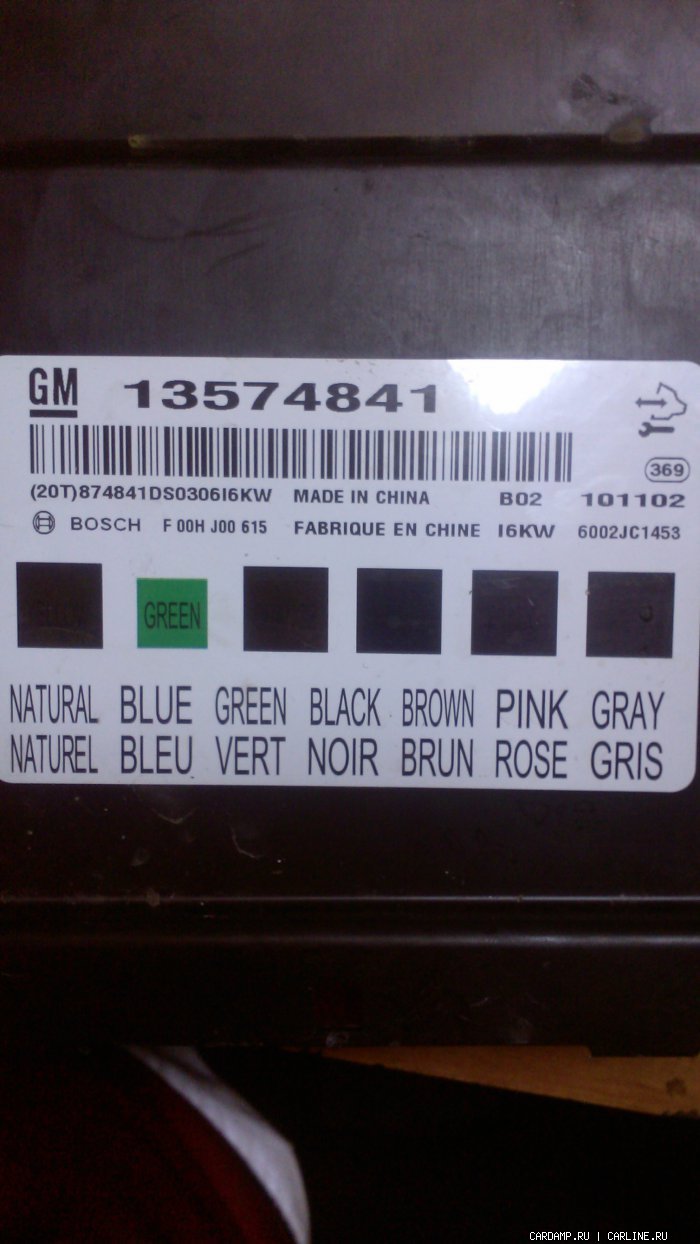 GM 13574841
369
(20T)874841DS0306I6KW MADE IN CHINA B02 101102
BOSCH F 00H J00 615 FABRIQUE EN CHINE I6KW 6002JC1453
GREEN
NATURAL BLUE GREEN BLACK BROWN PINK GRAY
NATUREL BLEU VERT NOIR BRUN ROSE GRIS
CARDAMP.RU | CARLINE.RU